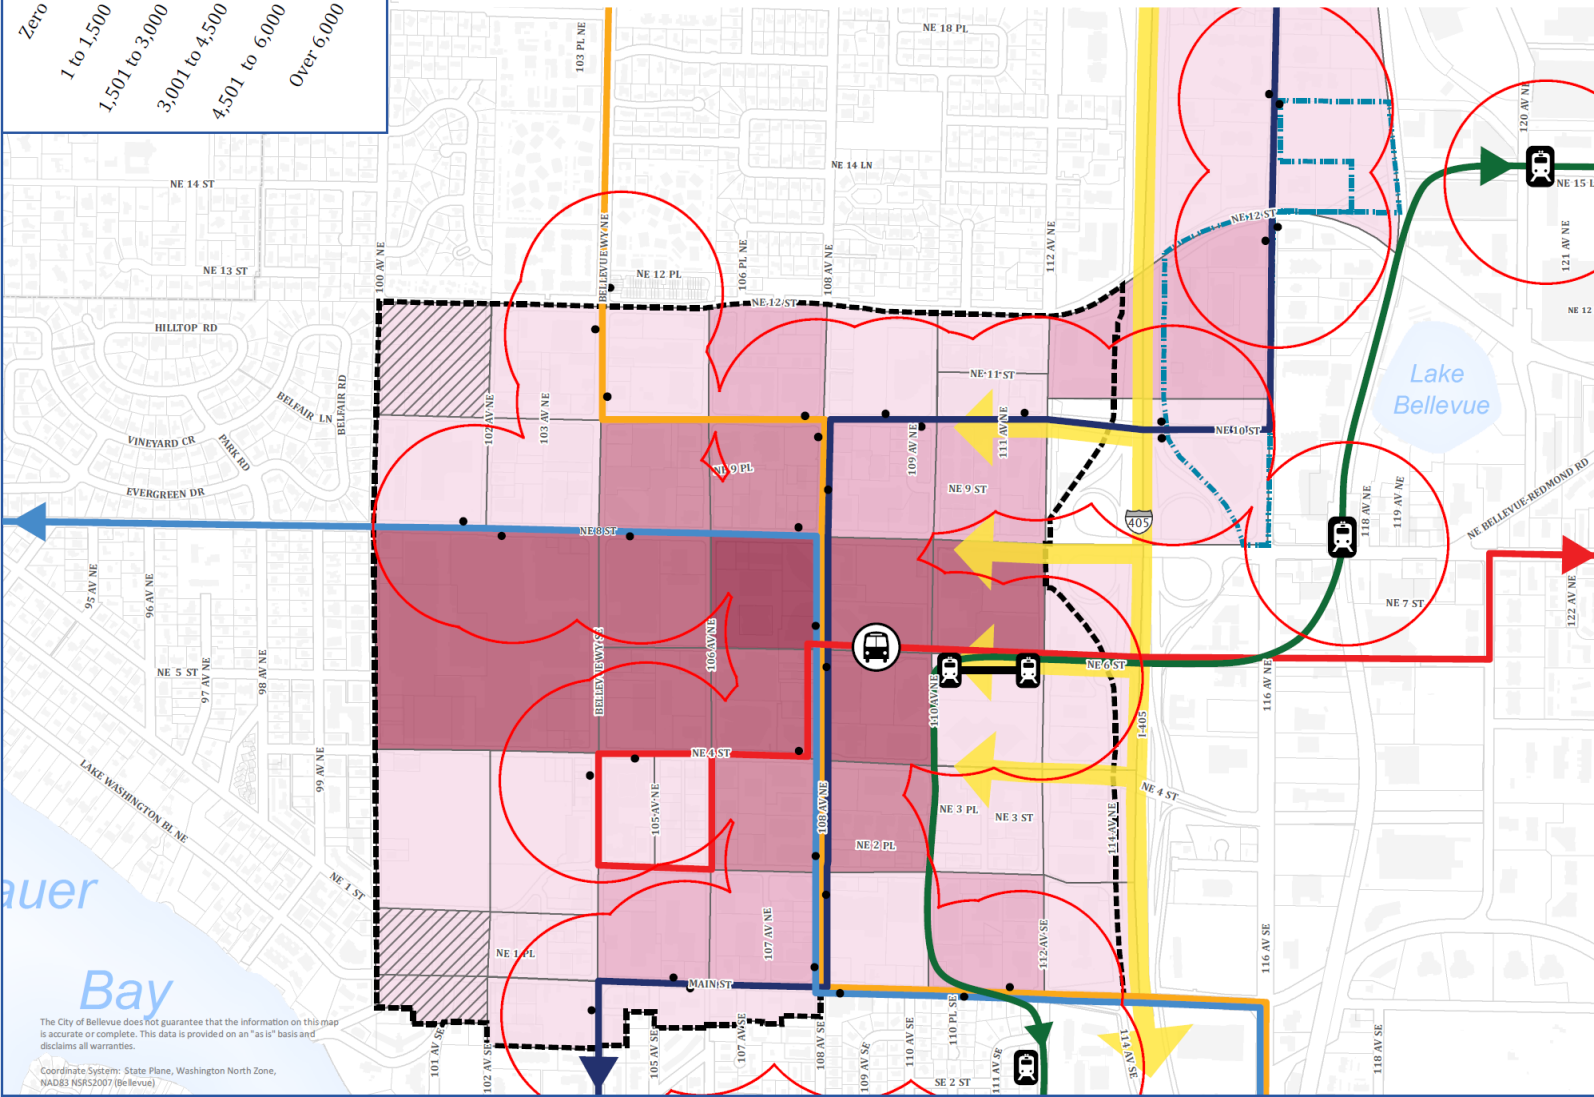 Zero
1 to 1,500
1,501 to 3,000
3,001 to 4,500
4,501 to 6,000
Over 6,000
103 PL NE
NE 18 PL
120 AV NE
NE 14 LN
NE 15 L
NE 14 ST
NE 12 ST
121 AV NE
112 AV NE
BELLEVUE WY NE
106 PL NE
108 AV NE
100 AV NE
NE 13 ST
NE 12 PL
NE 12 ST
NE 12
HILLTOP RD
Lake
Bellevue
NE 11 ST
BELFAIR RD
BELFAIR LN
102 AV NE
103 AV NE
109 AV NE
111 AV NE
NE 10 ST
VINEYARD CR
PARK RD
NE 9 PL
NE 9 ST
EVERGREEN DR
118 AV NE
119 AV NE
NE BELLEVUE-REDMOND RD
405
NE 8 ST
95 AV NE
96 AV NE
NE 7 ST
122 AV NE
BELLEVUE WY SE
106 AV NE
NE 6 ST
NE 5 ST
97 AV NE
98 AV NE
110 AV NE
116 AV NE
I-405
NE 4 ST
99 AV NE
LAKE WASHINGTON BL NE
NE 4 ST
105 AV NE
108 AV NE
NE 3 PL
NE 3 ST
114 AV NE
NE 2 PL
auer
NE 1 ST
107 AV NE
112 AV SE
116 AV SE
NE 1 PL
Bay
MAIN ST
The City of Bellevue does not guarantee that the information on this map
is accurate or complete. This data is provided on an "as is" basis and
disclaims all warranties.
101 AV SE
102 AV SE
105 AV SE
107 AV SE
108 AV SE
109 AV SE
110 AV SE
110 PL SE
111 AV SE
114 AV SE
118 AV SE
Coordinate System: State Plane, Washington North Zone,
NAD83 NSRS2007 (Bellevue)
SE 2 ST